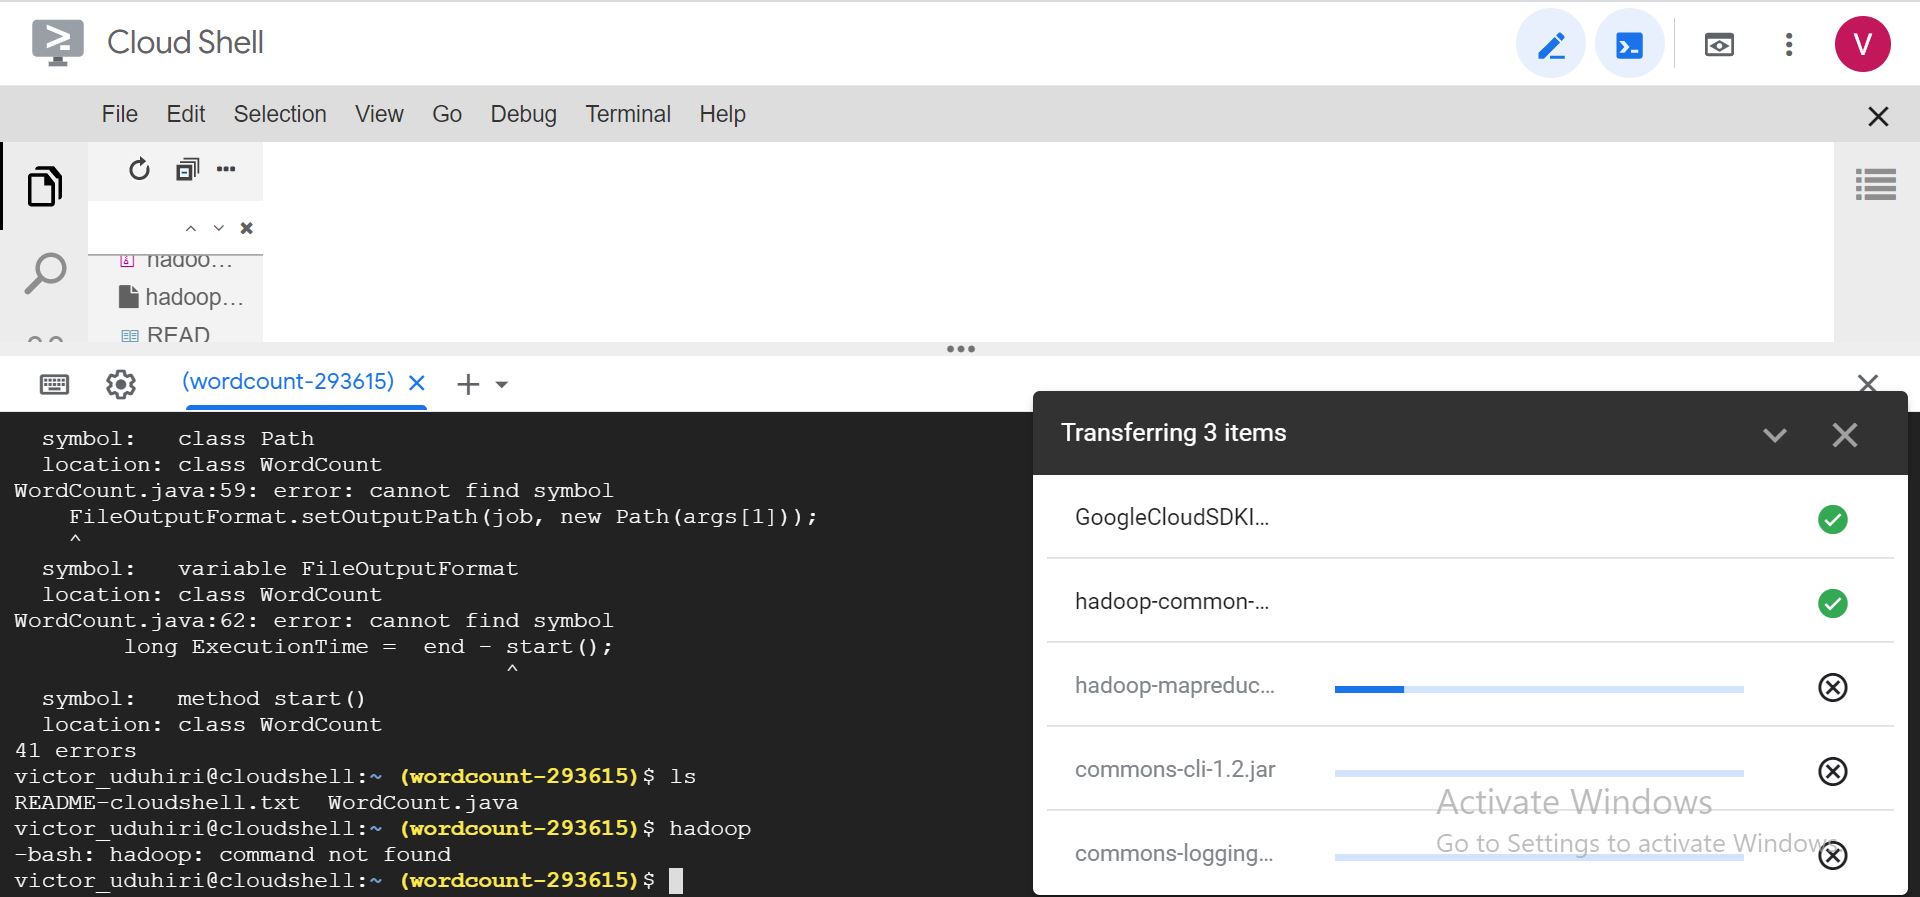 Cloud Shell
V
File Edit Selection View Go Debug Terminal Help
hadoo...
hadoop...
READ
(wordcount-293615)
  symbol:   class Path
  location: class WordCount
WordCount.java:59: error: cannot find symbol
    FileOutputFormat.setOutputPath(job, new Path(args[1]));
    ^
  symbol:   variable FileOutputFormat
  location: class WordCount
WordCount.java:62: error: cannot find symbol
        long ExecutionTime =  end - start();
                                    ^
  symbol:   method start()
  location: class WordCount
41 errors
victor_uduhiri@cloudshell:~ (wordcount-293615)$ ls
README-cloudshell.txt  WordCount.java
victor_uduhiri@cloudshell:~ (wordcount-293615)$ hadoop
-bash: hadoop: command not found
victor_uduhiri@cloudshell:~ (wordcount-293615)$
Transferring 3 items
GoogleCloudSDKI...
hadoop-common-...
hadoop-mapreduc...
commons-cli-1.2.jar
commons-logging...
Activate Windows
Go to Settings to activate Windows.